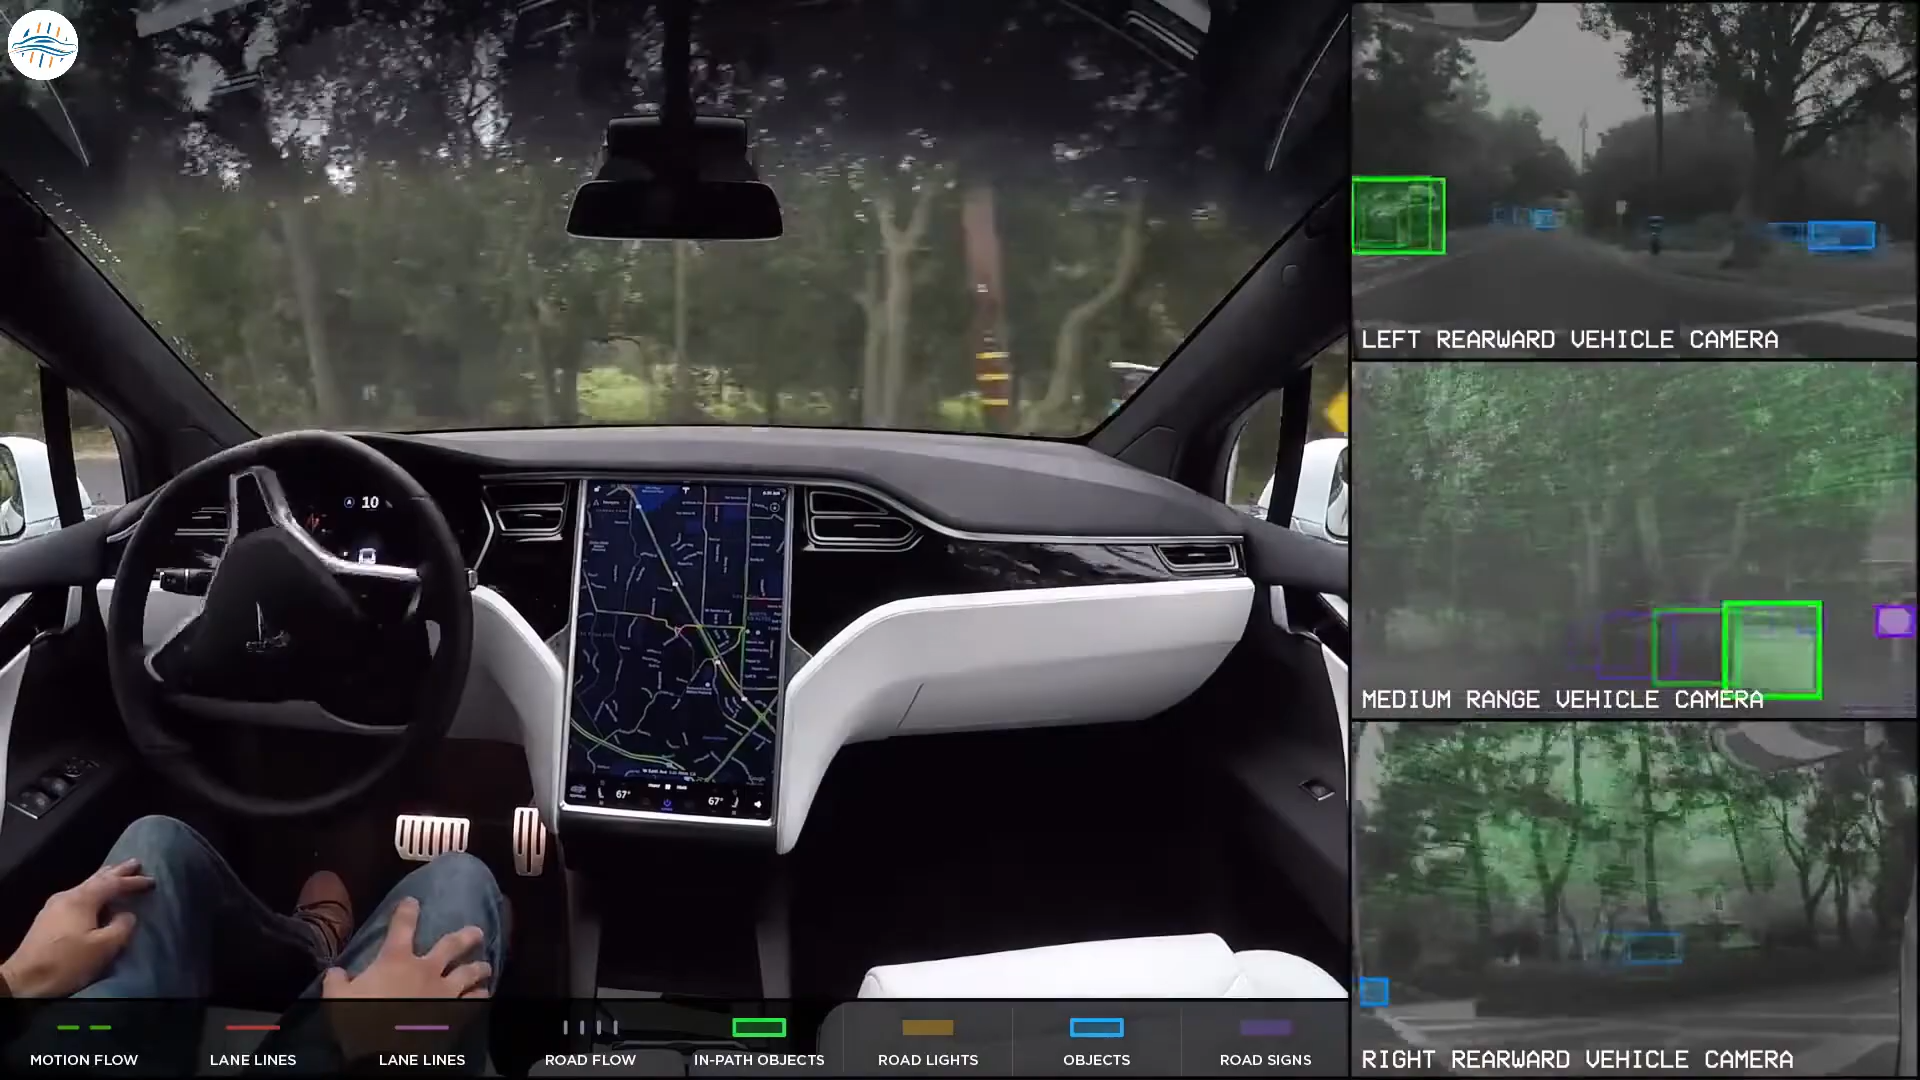 LEFT REARWARD VEHICLE CAMERA
10
MEDIUM RANGE VEHICLE CAMERA
67°
67°
MOTION FLOW
LANE LINES
LANE LINES
ROAD FLOW
IN-PATH OBJECTS
ROAD LIGHTS
OBJECTS
ROAD SIGNS
RIGHT REARWARD VEHICLE CAMERA